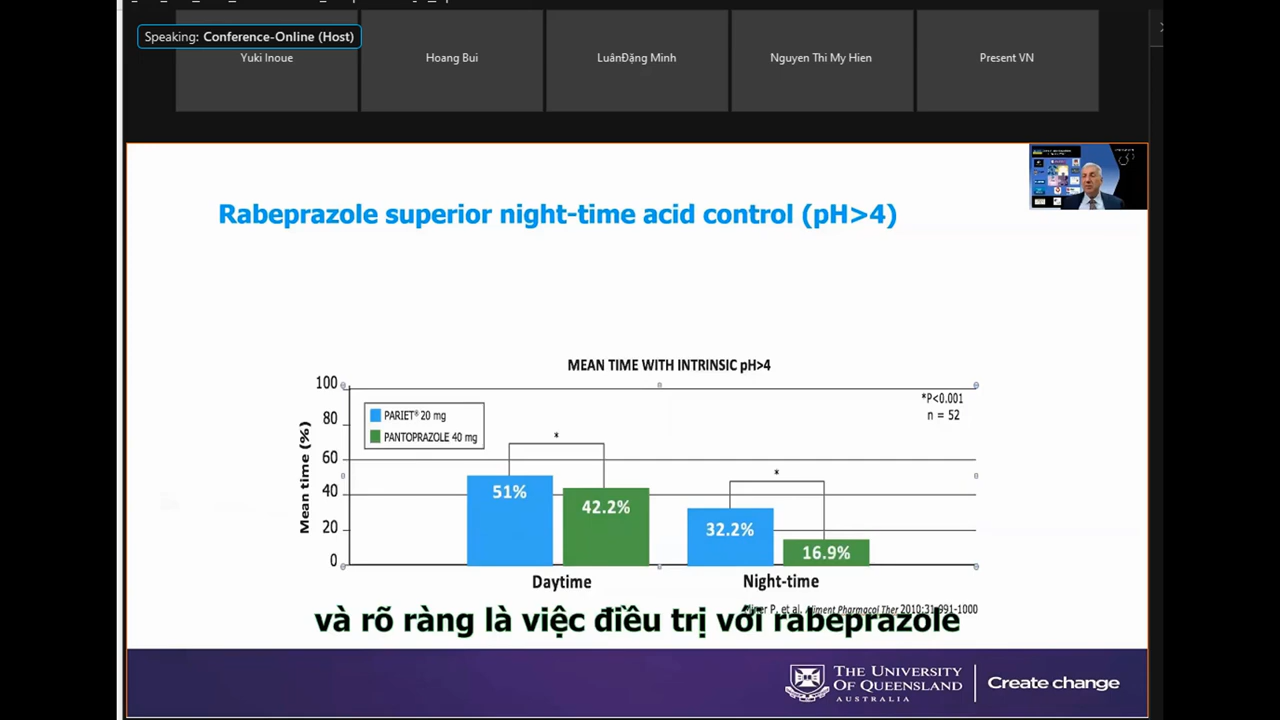 Speaking: Conference-Online (Host)
Yuki Inoue
Hoang Bui
LuânĐặng Minh
Nguyen Thi My Hien
Present VN
Rabeprazole superior night-time acid control (pH>4)
MEAN TIME WITH INTRINSIC pH>4
*P<0.001
n = 52
PARIET® 20 mg
PANTOPRAZOLE 40 mg
Mean time (%)
100
80
60
40
20
0
*
*
51%
42.2%
32.2%
16.9%
Daytime
Night-time
Miner P, et al. Aliment Pharmacol Ther 2010;31:991-1000
và rõ ràng là việc điều trị với rabeprazole
THE UNIVERSITY
OF QUEENSLAND
AUSTRALIA
Create change